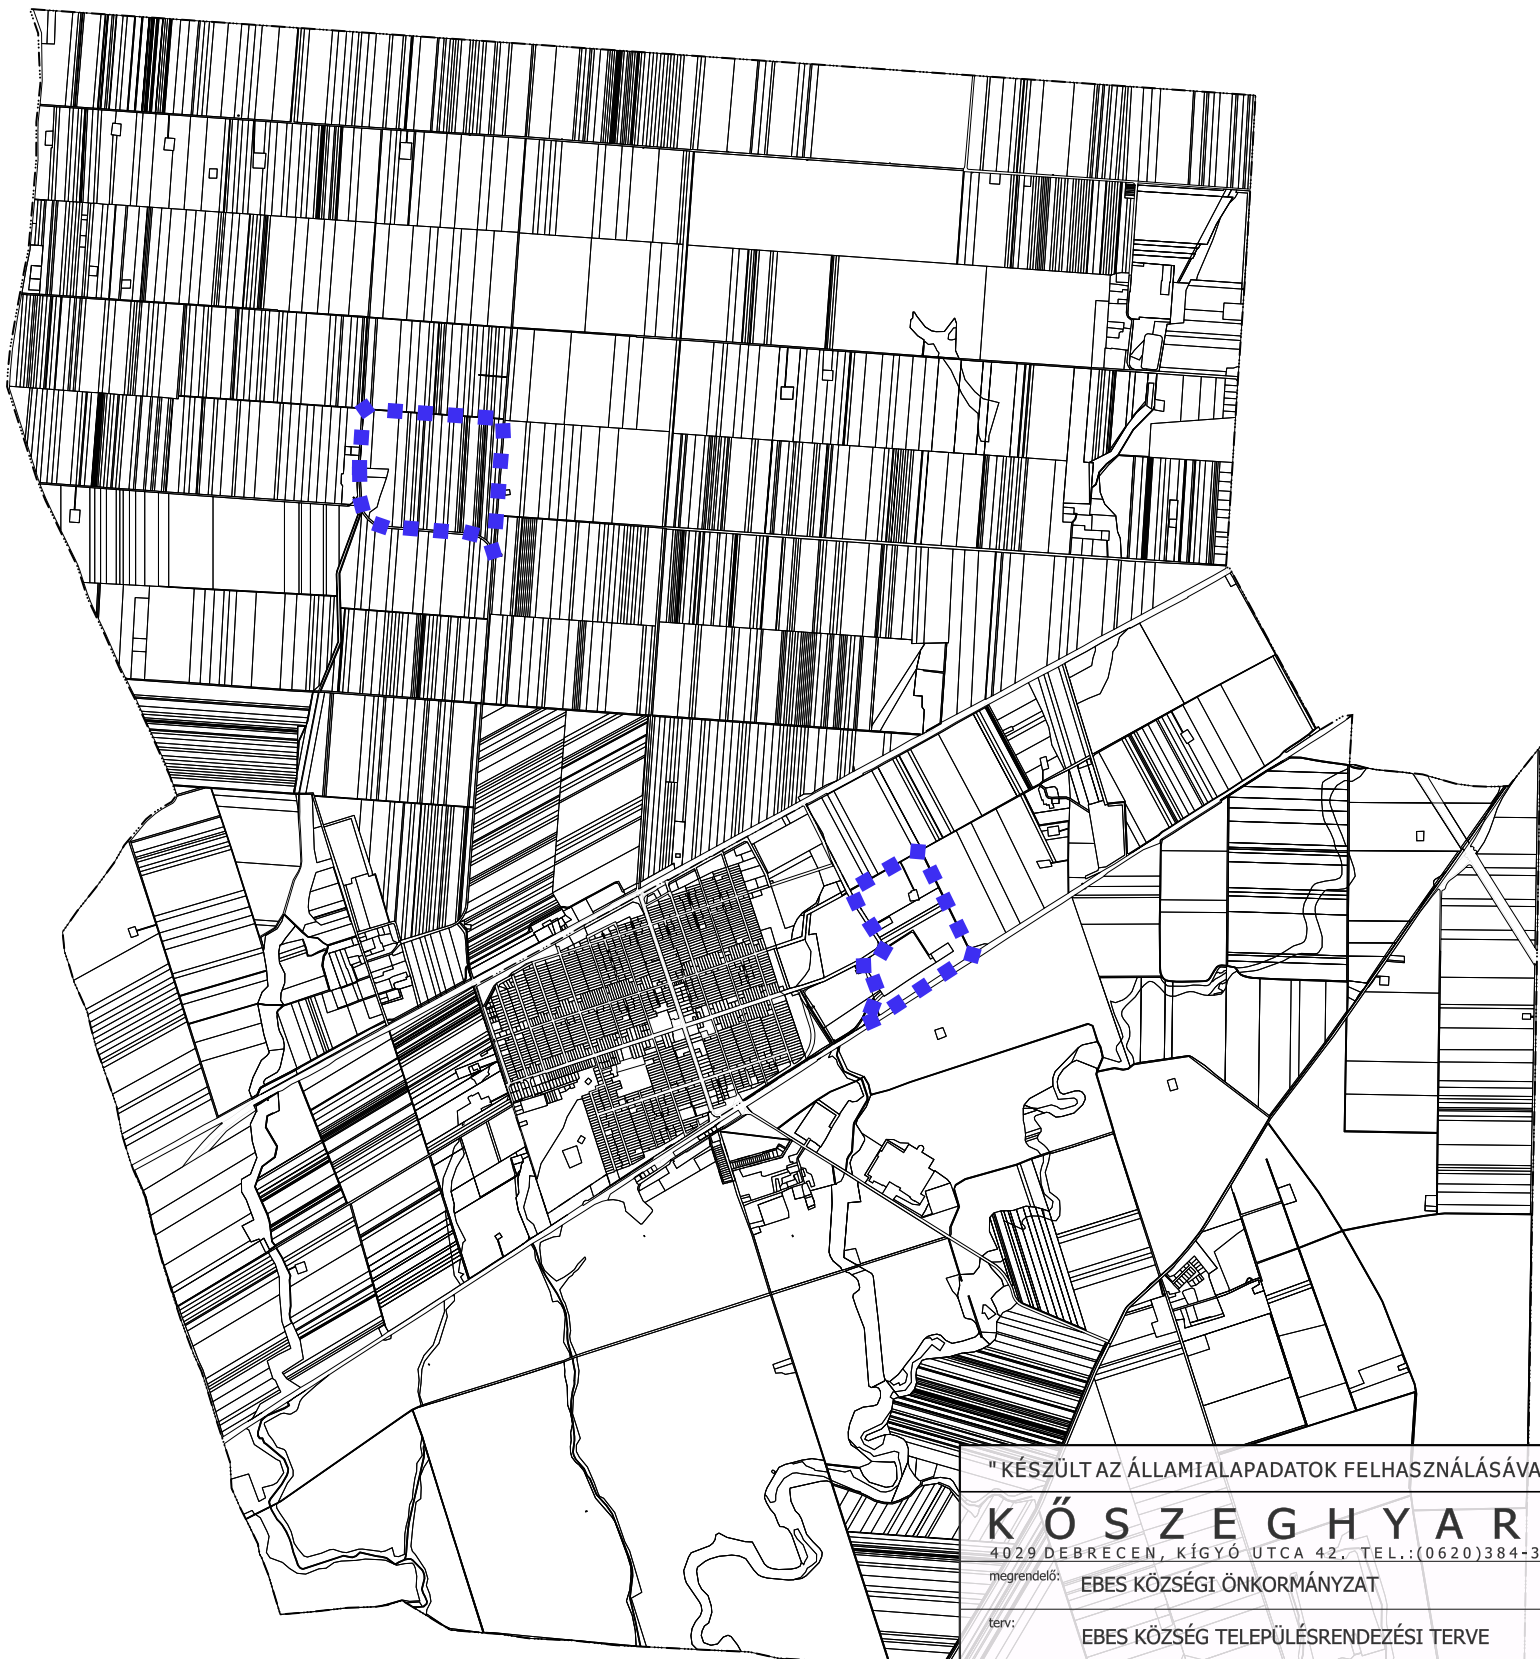 "KÉSZÜLT AZ ÁLLAMI ALAPADATOK FELHASZNÁLÁSÁVA
KŐSZEGHYAR
4029 DEBRECEN, KÍGYÓ UTCA 42. TEL.:(0620)384-3
megrendelő: EBES KÖZSÉGI ÖNKORMÁNYZAT
terv: EBES KÖZSÉG TELEPÜLÉSRENDEZÉSI TERVE